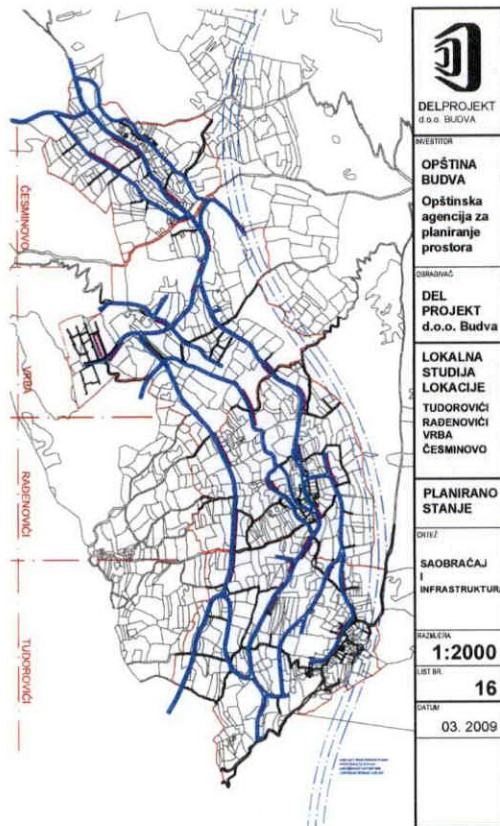 ČESMINOVO
VRBA
RAĐENOVIĆI
TUDOROVIĆI
DELPROJEKT
d.o.o. BUDVA
INVESTITOR
OPŠTINA
BUDVA
Opštinska
agencija za
planiranje
prostora
OBRAĐIVAČ
DEL
PROJEKT
d.o.o. Budva
LOKALNA
STUDIJA
LOKACIJE
TUDOROVIĆI
RAĐENOVIĆI
VRBA
ČESMINOVO
PLANIRANO
STANJE
CRTEŽ
SAOBRAĆAJ
I
INFRASTRUKTURA
RAZMJERA
1:2000
LIST BR.
16
DATUM
03. 2009